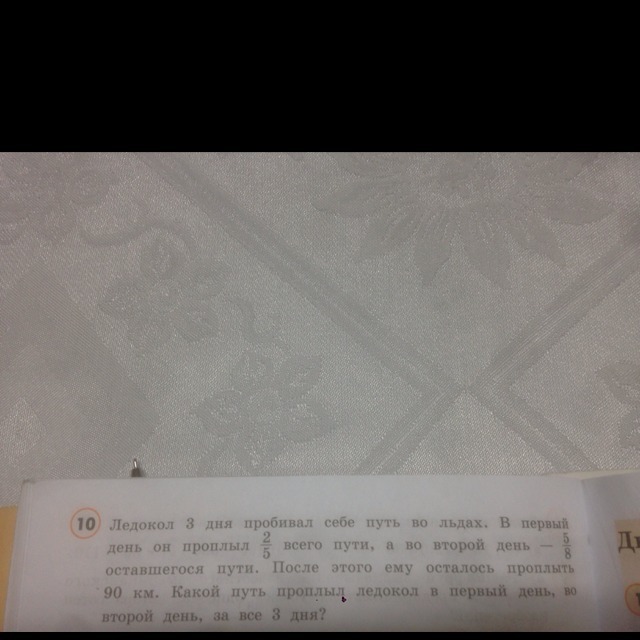 10 Ледокол 3 дня пробивал себе путь во льдах. В первый
день он проплыл 2/5 всего пути, а во второй день — 5/8
оставшегося пути. После этого ему осталось проплыть
90 км. Какой путь проплыл ледокол в первый день, во
второй день, за все 3 дня?